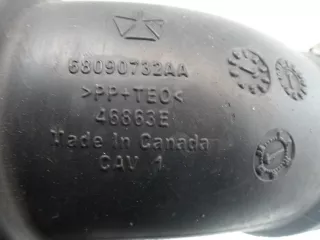 68090732AA
>PP+TEO<
46863E
Made In Canada
CAV 1